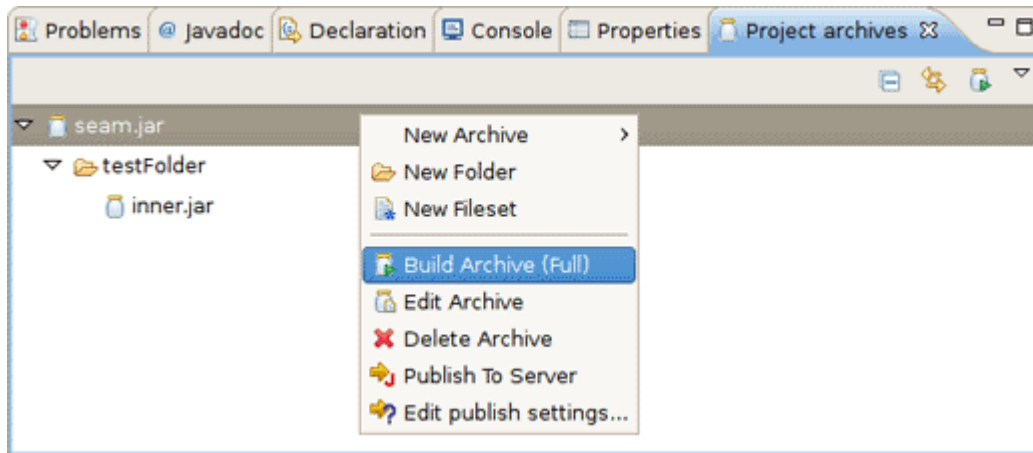 Problems @ Javadoc Declaration Console Properties Project archives
seam.jar
testFolder
inner.jar
New Archive
New Folder
New Fileset
Build Archive (Full)
Edit Archive
Delete Archive
Publish To Server
Edit publish settings...